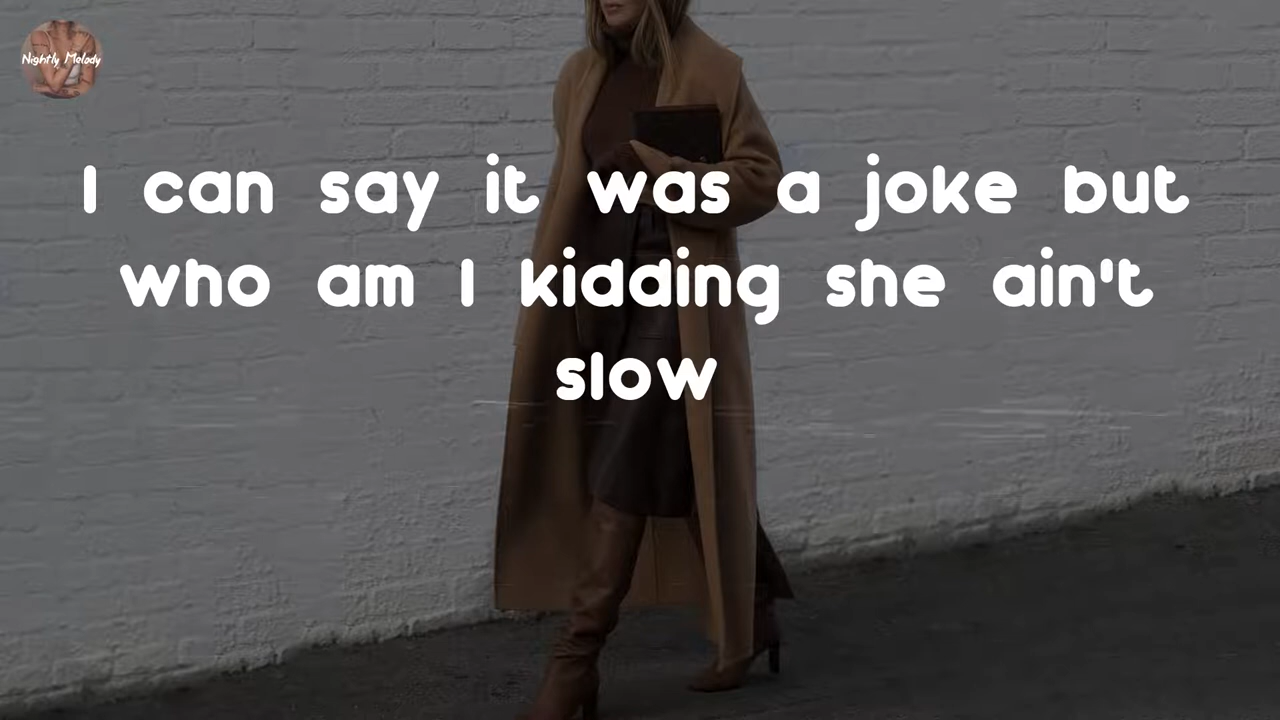 Nightly Melody
I can say it was a joke but
who am I kidding she ain't
slow